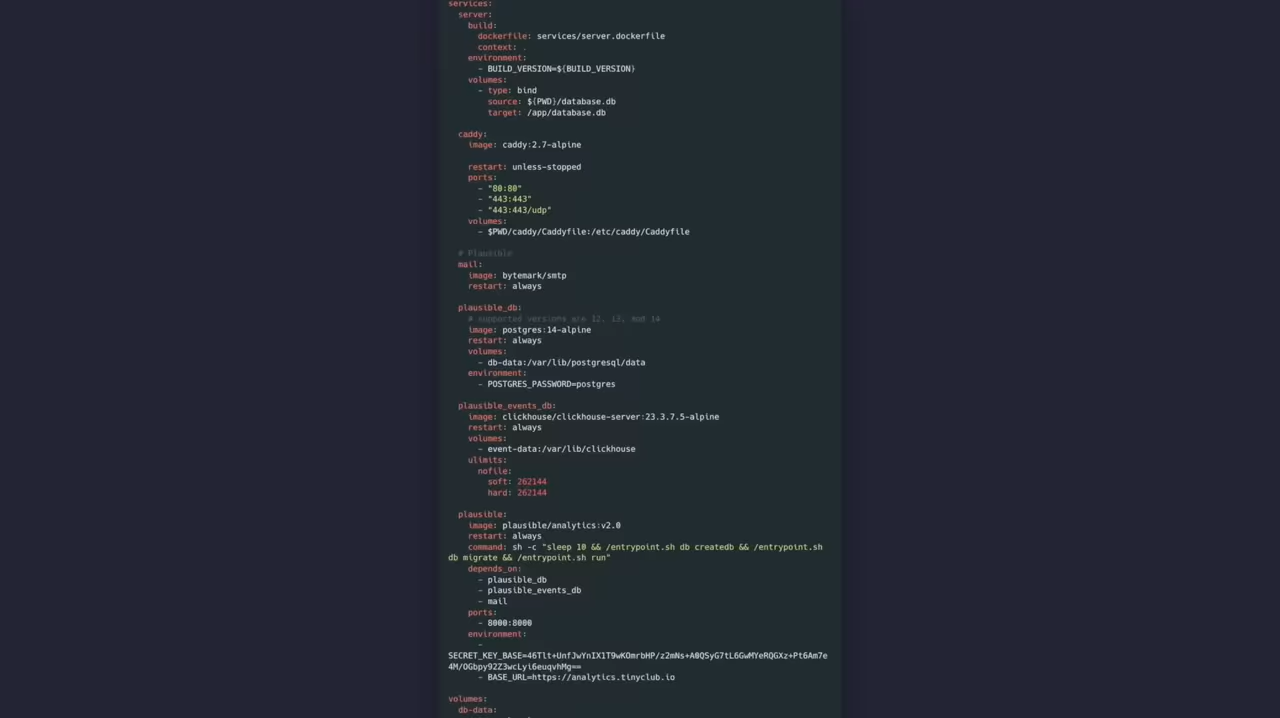 services:
server:
build:
dockerfile: services/server.dockerfile
context: .
environment:
- BUILD_VERSION=${BUILD_VERSION}
volumes:
- type: bind
source: ${PWD}/database.db
target: /app/database.db
caddy:
image: caddy:2.7-alpine
restart: unless-stopped
ports:
- "80:80"
- "443:443"
- "443:443/udp"
volumes:
- $PWD/caddy/Caddyfile:/etc/caddy/Caddyfile
# Plausible
mail:
image: bytemark/smtp
restart: always
plausible_db:
# supported versions are 12, 13, and 14
image: postgres:14-alpine
restart: always
volumes:
- db-data:/var/lib/postgresql/data
environment:
- POSTGRES_PASSWORD=postgres
plausible_events_db:
image: clickhouse/clickhouse-server:23.3.7.5-alpine
restart: always
volumes:
- event-data:/var/lib/clickhouse
ulimits:
nofile:
soft: 262144
hard: 262144
plausible:
image: plausible/analytics:v2.0
restart: always
command: sh -c "sleep 10 && /entrypoint.sh db createdb && /entrypoint.sh
db migrate && /entrypoint.sh run"
depends_on:
- plausible_db
- plausible_events_db
- mail
ports:
- 8000:8000
environment:
-
SECRET_KEY_BASE=46Tlt+UnfJwYnIX1T9wKOmrbHP/z2mNs+A0QSyG7tL6GwMYeRQGXz+Pt6Am7e
4M/OGbpy92Z3wcLyi6euqvhMg==
- BASE_URL=https://analytics.tinyclub.io
volumes:
db-data: